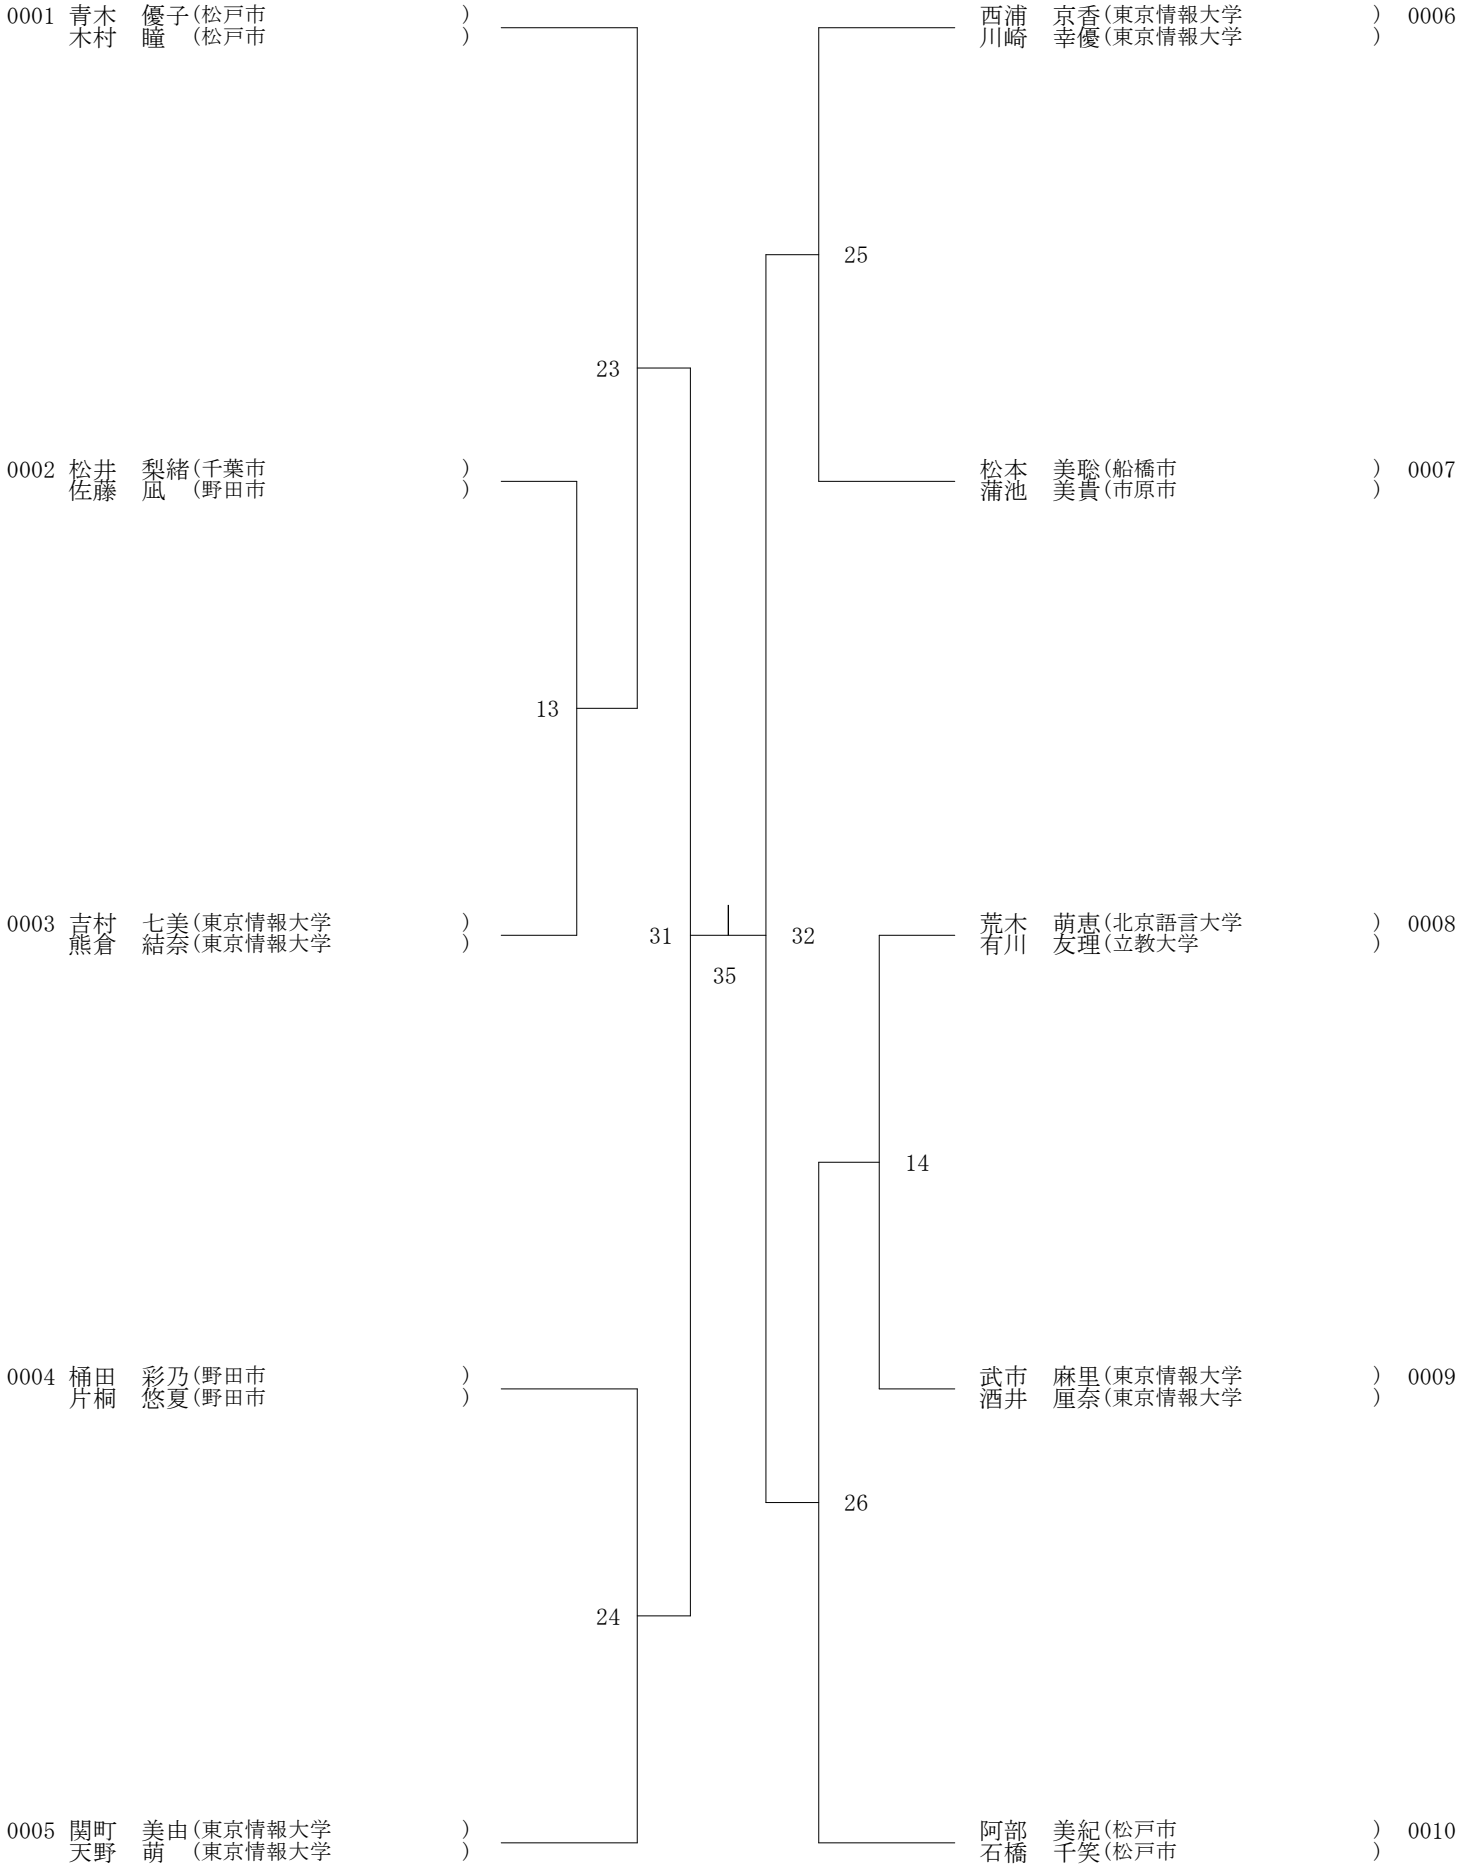 0001 青木　優子(松戸市　)
木村　瞳　(松戸市　)
西浦　京香(東京情報大学　) 0006
川崎　幸優(東京情報大学　)
25
23
0002 松井　梨緒(千葉市　)
佐藤　凪　(野田市　)
松本　美聡(船橋市　) 0007
蒲池　美貴(市原市　)
13
0003 吉村　七美(東京情報大学　)
熊倉　結奈(東京情報大学　)
31
32
35
荒木　萌恵(北京語言大学　) 0008
有川　友理(立教大学　)
14
0004 桶田　彩乃(野田市　)
片桐　悠夏(野田市　)
武市　麻里(東京情報大学　) 0009
酒井　厘奈(東京情報大学　)
26
24
0005 関町　美由(東京情報大学　)
天野　萌　(東京情報大学　)
阿部　美紀(松戸市　) 0010
石橋　千笑(松戸市　)